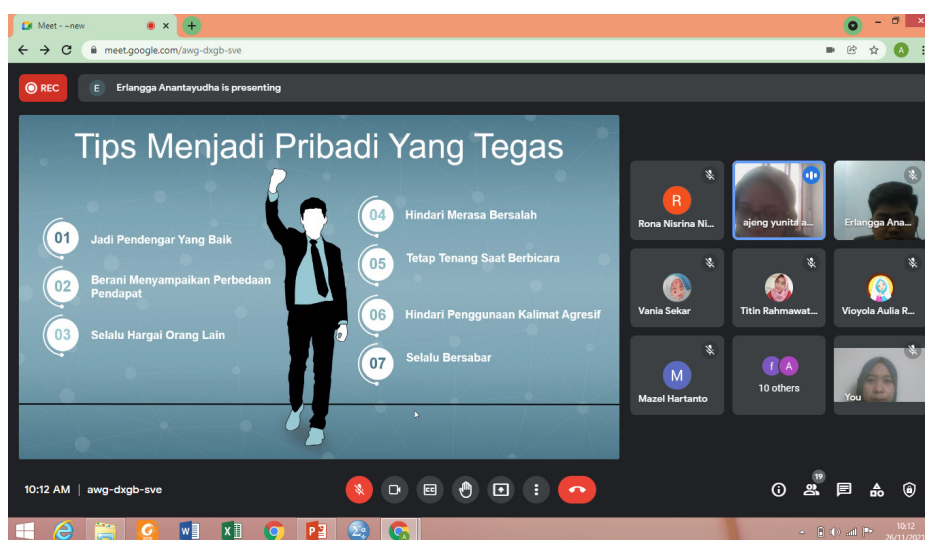 Meet - ~new
meet.google.com/awg-dxgb-sve
A
REC
E
Erlangga Anantayudha is presenting
Tips Menjadi Pribadi Yang Tegas
01
Jadi Pendengar Yang Baik
02
Berani Menyampaikan Perbedaan
Pendapat
03
Selalu Hargai Orang Lain
04
Hindari Merasa Bersalah
05
Tetap Tenang Saat Berbicara
06
Hindari Penggunaan Kalimat Agresif
07
Selalu Bersabar
R
Rona Nisrina Ni...
ajeng yunita a...
Erlangga Ana...
Vania Sekar
Titin Rahmawat...
Vioyola Aulia R...
M
Mazel Hartanto
f A
10 others
You
10:12 AM | awg-dxgb-sve
19
10:12
26/11/2021